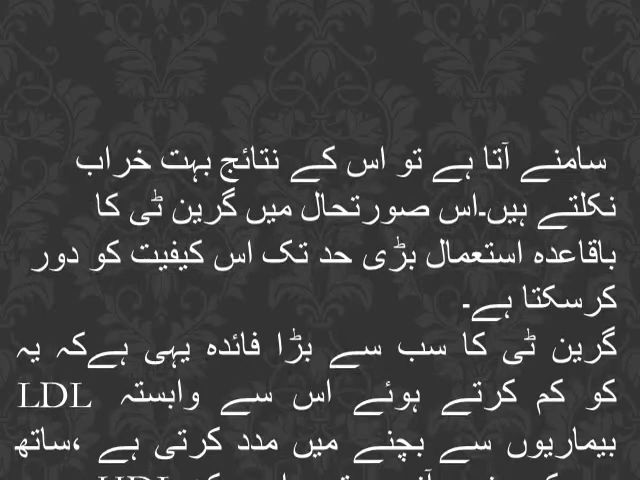 سامنے آتا ہے تو اس کے نتائج بہت خراب
نکلتے ہیں۔اس صورتحال میں گرین ٹی کا
باقاعدہ استعمال بڑی حد تک اس کیفیت کو دور
کرسکتا ہے۔
گرین ٹی کا سب سے بڑا فائدہ یہی ہےکہ یہ
LDL کو کم کرتے ہوئے اس سے وابستہ
بیماریوں سے بچنے میں مدد کرتی ہے ،ساتھ
HDL